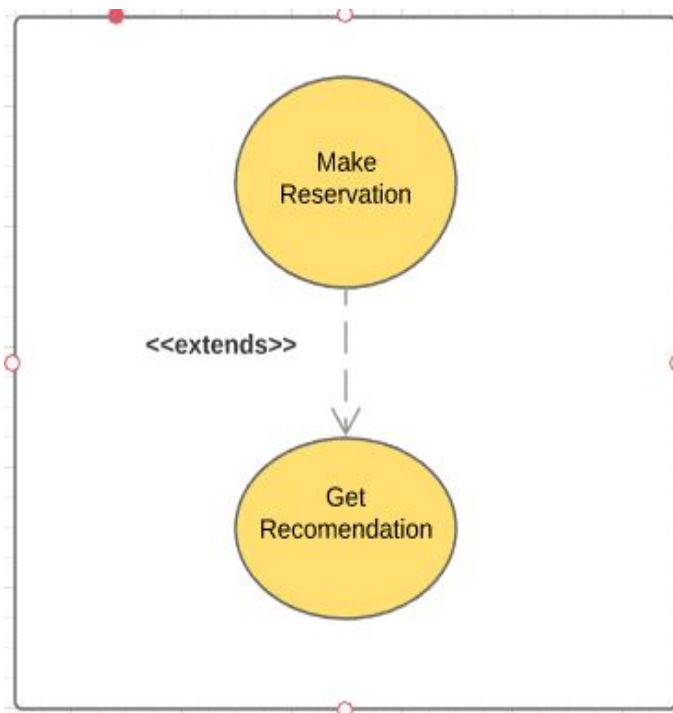 Make
Reservation
<<extends>>
Get
Recomendation